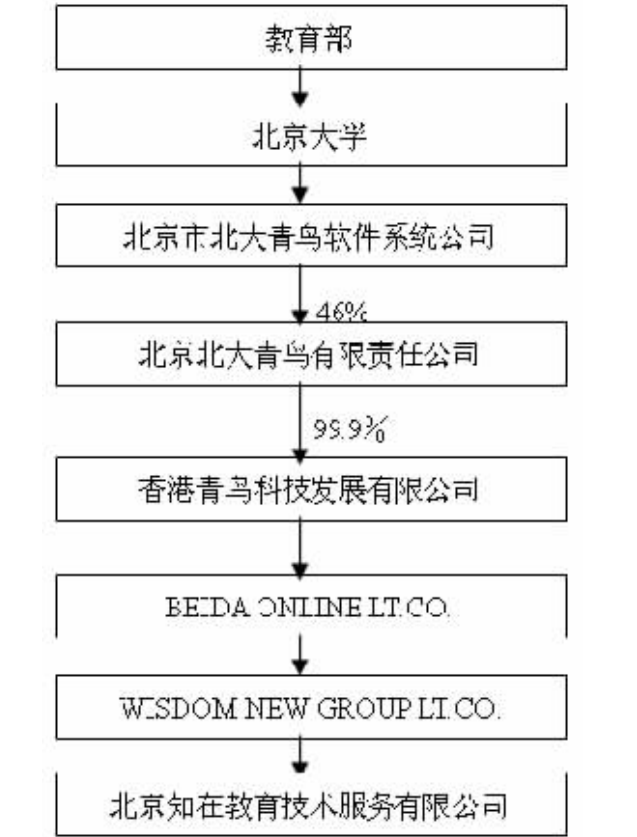 教育部
北京大学
北京市北大青鸟软件系统公司
46%
北京北大青鸟有限责任公司
99.9%
香港青鸟科技发展有限公司
BEIDA ONLINE LT.CO.
WISDOM NEW GROUP LT.CO.
北京知在教育技术服务有限公司